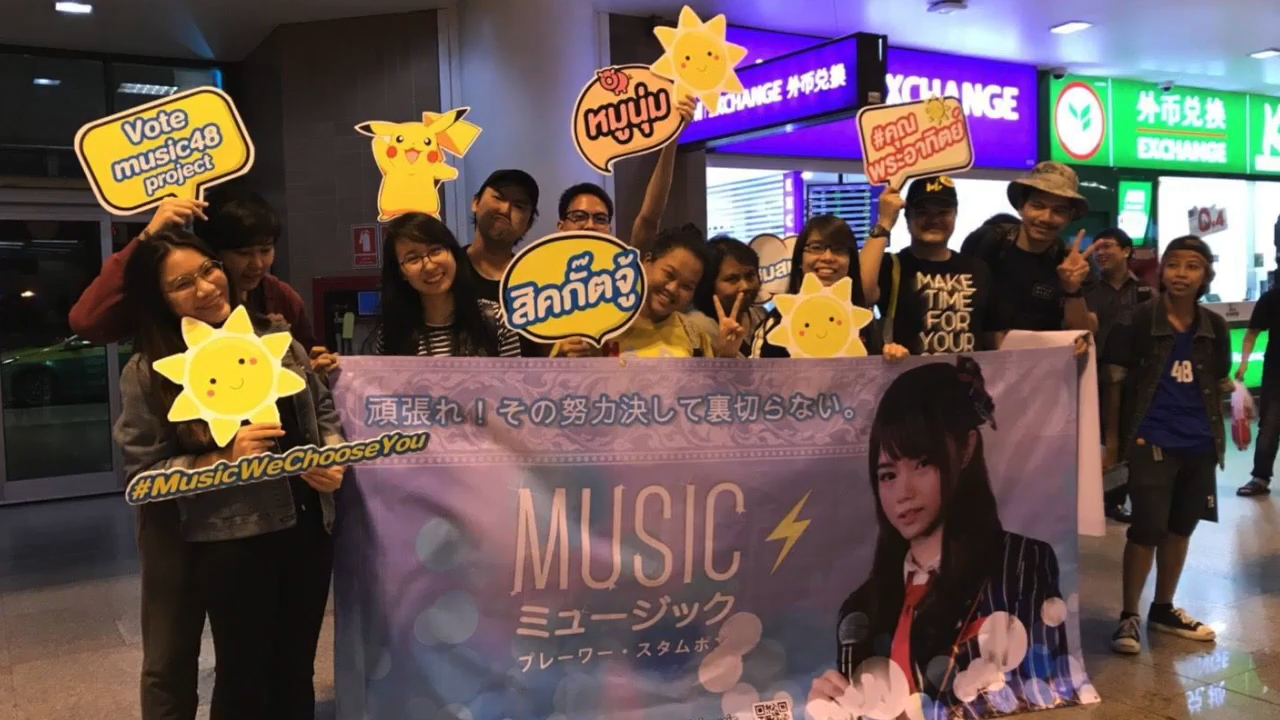 Vote
music48
project
หมูนุ่ม
EXCHANGE 外币兑换
XCHANGE
#คุณ
พระอาทิตย์
外币兑换
EXCHANGE
สิคกั๊ตจู้
MAKE
TIME
FOR
YOUR
48
#MusicWeChooseYou
頑張れ！その努力決して裏切らない。
MUSIC
ミュージック
プレーワー・スタムポン